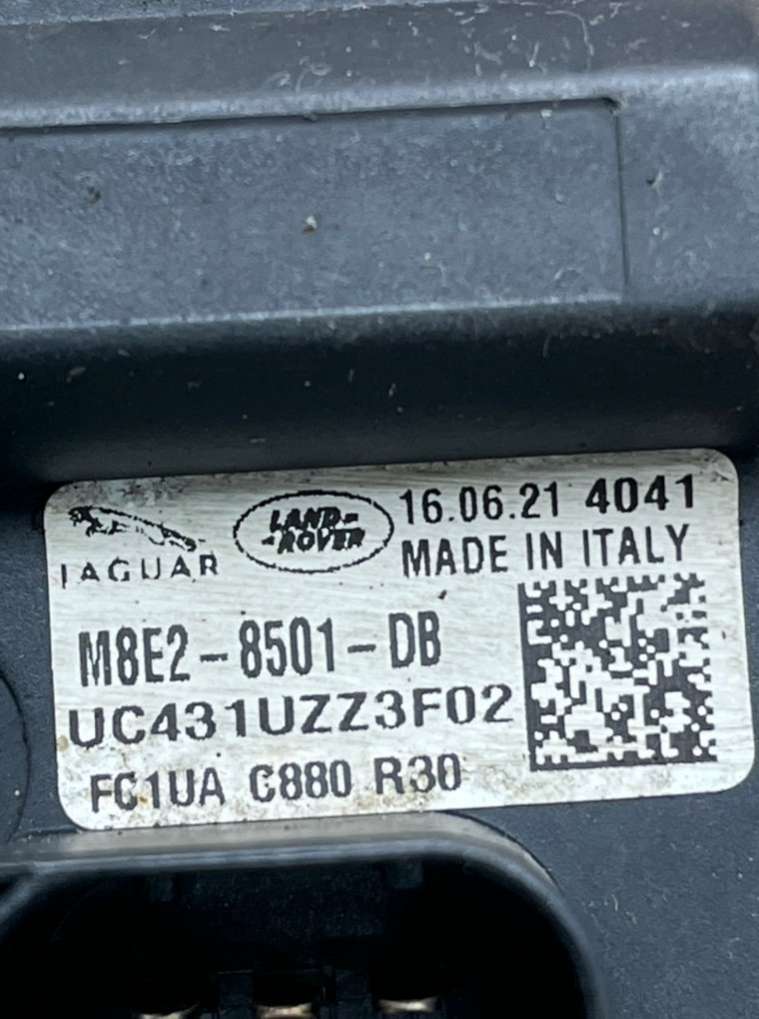 JAGUAR
LAND-
-ROVER
16.06.21 4041
MADE IN ITALY
M8E2-8501-DB
UC431UZZ3F02
FC1UA C880 R30